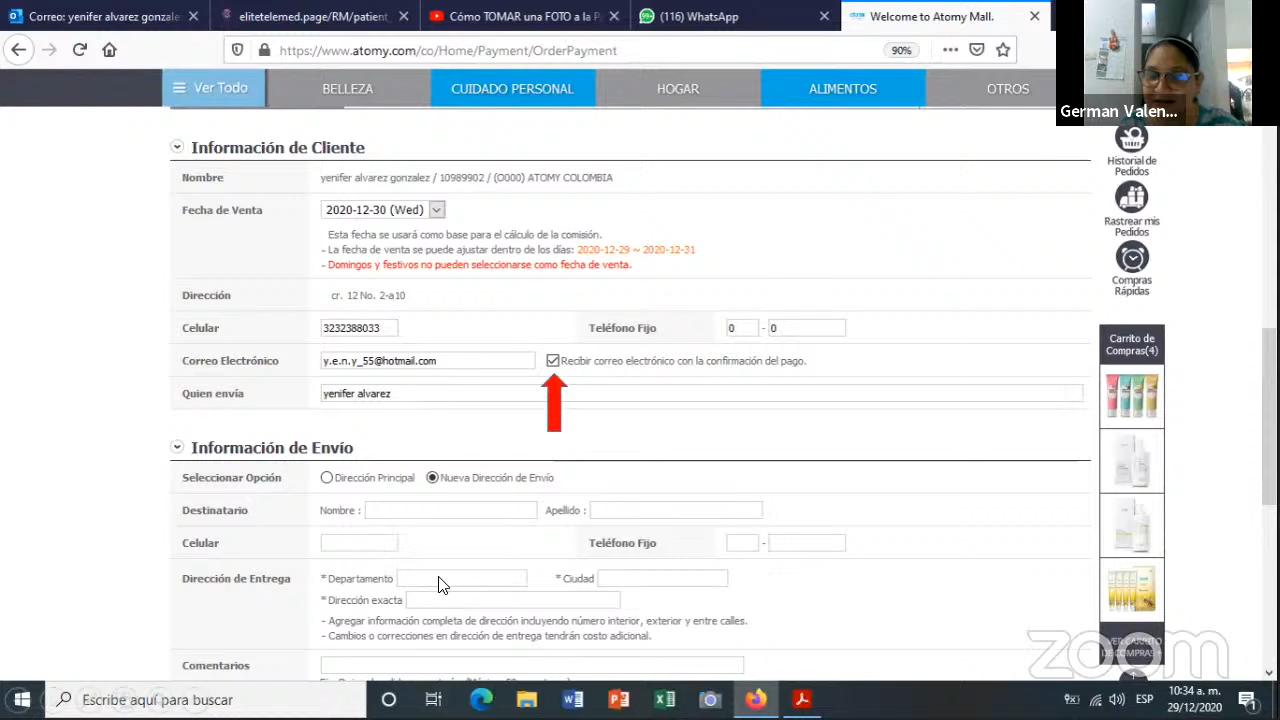 Correo: yenifer alvarez gonzale
elitetelemed.page/RM/patient
Cómo TOMAR una FOTO a la P
(116) WhatsApp
Welcome to Atomy Mall.
https://www.atomy.com/co/Home/Payment/OrderPayment
90%
German Valen...
Ver Todo
BELLEZA
CUIDADO PERSONAL
HOGAR
ALIMENTOS
OTROS
Información de Cliente
Nombre
yenifer alvarez gonzalez / 10989902 / (O000) ATOMY COLOMBIA
Fecha de Venta
2020-12-30 (Wed)
Esta fecha se usará como base para el cálculo de la comisión.
- La fecha de venta se puede ajustar dentro de los días: 2020-12-29 ~ 2020-12-31
- Domingos y festivos no pueden seleccionarse como fecha de venta.
Dirección
cr. 12 No. 2-a10
Celular
3232388033
Teléfono Fijo
0 - 0
Correo Electrónico
y.e.n.y_55@hotmail.com
Recibir correo electrónico con la confirmación del pago.
Quien envía
yenifer alvarez
Información de Envío
Seleccionar Opción
Dirección Principal
Nueva Dirección de Envío
Destinatario
Nombre :
Apellido :
Celular
Teléfono Fijo
-
Dirección de Entrega
* Departamento
* Ciudad
* Dirección exacta
- Agregar información completa de dirección incluyendo número interior, exterior y entre calles.
- Cambios o correcciones en dirección de entrega tendrán costo adicional.
Comentarios
Historial de
Pedidos
Rastrear mis
Pedidos
Compras
Rápidas
Carrito de
Compras(4)
VER CARRITO
DE COMPRAS +
zoom
Escribe aquí para buscar
ESP
10:34 a. m.
29/12/2020
1